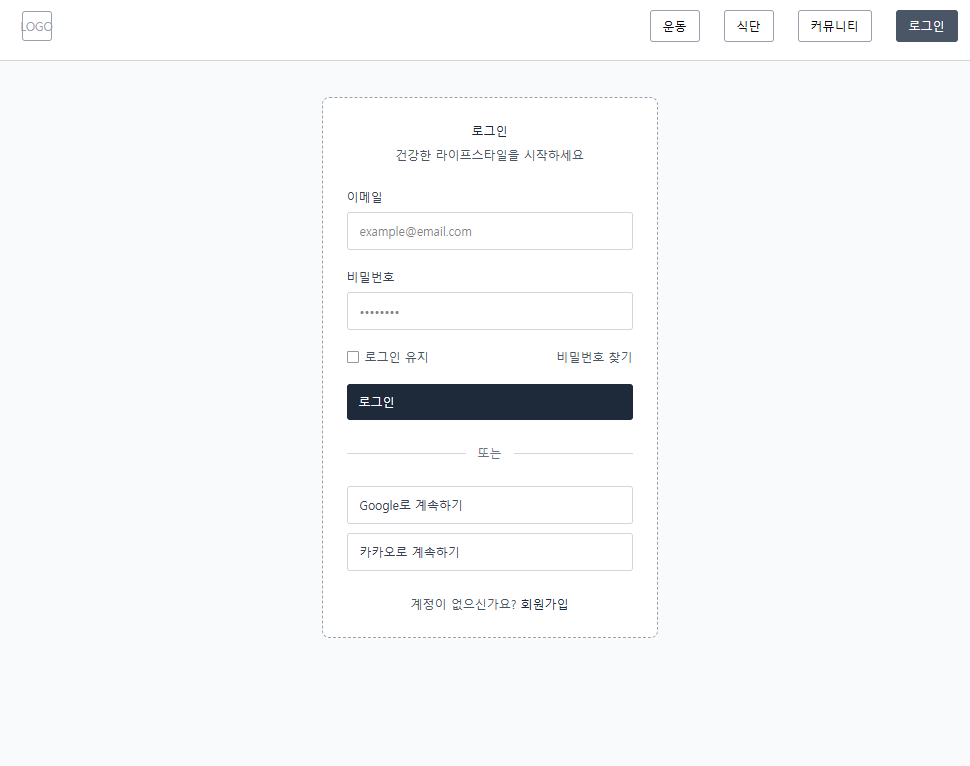 LOGO 운동 식단 커뮤니티 로그인
로그인
건강한 라이프스타일을 시작하세요
이메일
example@email.com
비밀번호
••••••••
로그인 유지 비밀번호 찾기
로그인
또는
Google로 계속하기
카카오로 계속하기
계정이 없으신가요? 회원가입